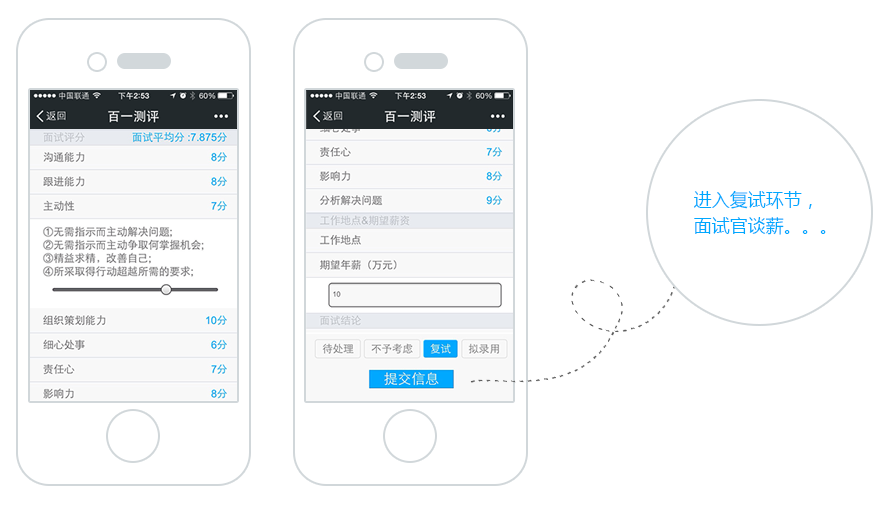 中国联通 下午2:53 60%
返回 百一测评 •••
面试评分 面试平均分 :7.875分
沟通能力 8分
跟进能力 8分
主动性 7分
①无需指示而主动解决问题;
②无需指示而主动争取何掌握机会;
③精益求精，改善自己;
④所采取得行动超越所需的要求;
组织策划能力 10分
细心处事 6分
责任心 7分
影响力 8分
中国联通 下午2:53 60%
返回 百一测评 •••
细心处事 6分
责任心 7分
影响力 8分
分析解决问题 9分
工作地点&期望薪资
工作地点
期望年薪（万元）
10
面试结论
待处理 不予考虑 复试 拟录用
提交信息
进入复试环节，
面试官谈薪。。。